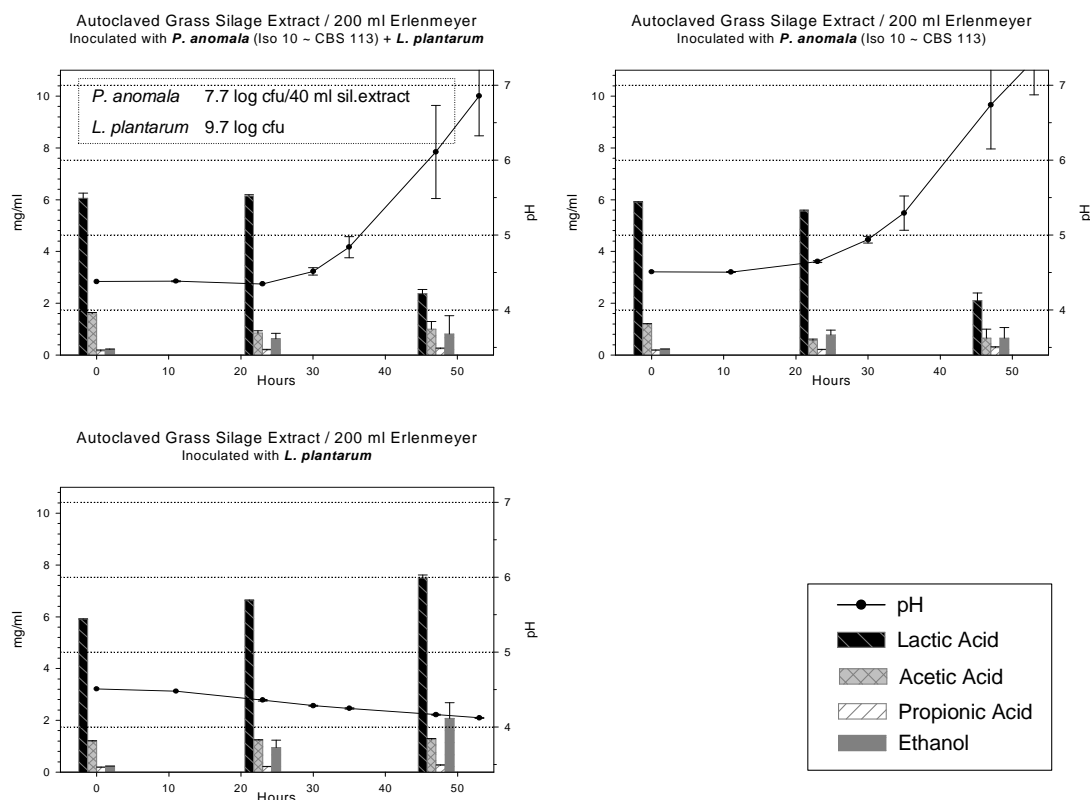 Autoclaved Grass Silage Extract / 200 ml Erlenmeyer
Inoculated with P. anomala (Iso 10 ~ CBS 113) + L. plantarum
P. anomala 7.7 log cfu/40 ml sil.extract
L. plantarum 9.7 log cfu
mg/ml
10
8
6
4
2
0
7
6
5
4
pH
0 10 20 30 40 50
Hours
Autoclaved Grass Silage Extract / 200 ml Erlenmeyer
Inoculated with P. anomala (Iso 10 ~ CBS 113)
mg/ml
10
8
6
4
2
0
7
6
5
4
pH
0 10 20 30 40 50
Hours
Autoclaved Grass Silage Extract / 200 ml Erlenmeyer
Inoculated with L. plantarum
mg/ml
10
8
6
4
2
0
7
6
5
4
pH
0 10 20 30 40 50
Hours
pH
Lactic Acid
Acetic Acid
Propionic Acid
Ethanol